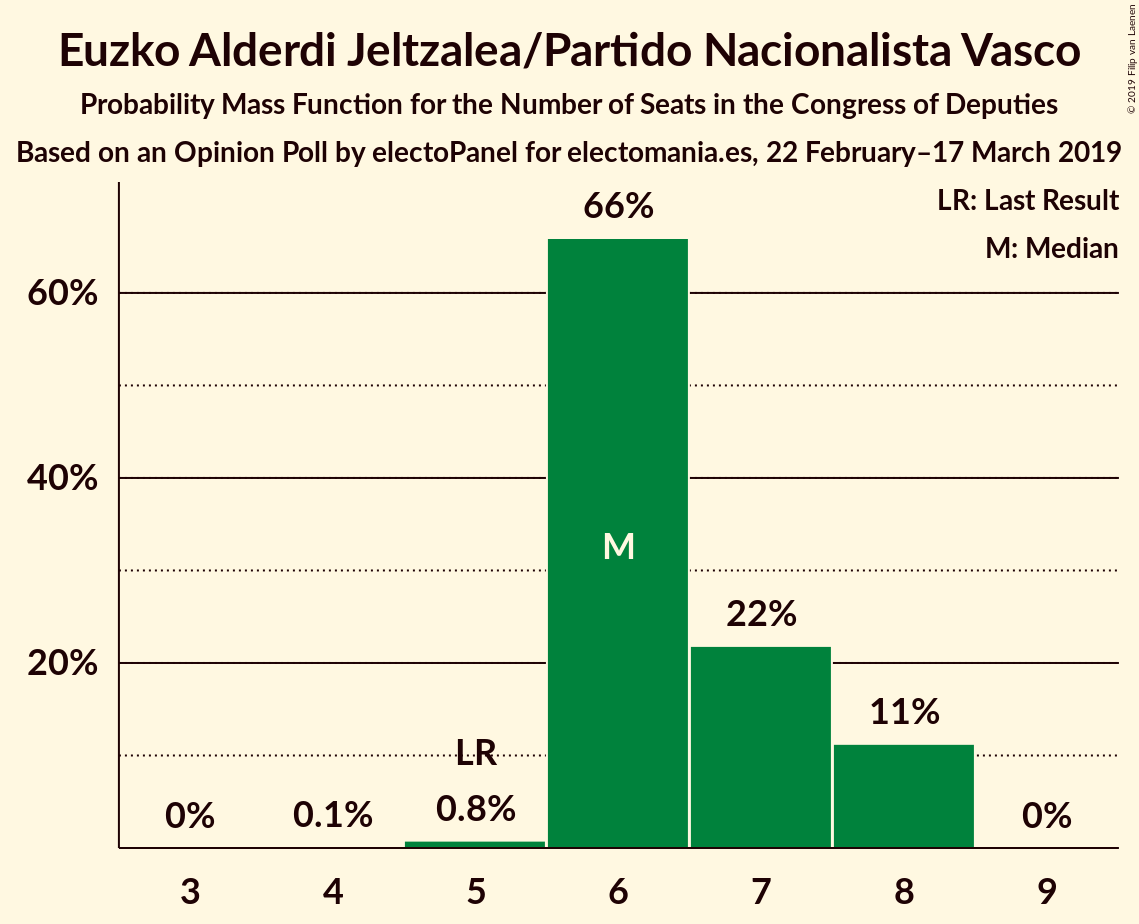 Euzko Alderdi Jeltzalea/Partido Nacionalista Vasco
Probability Mass Function for the Number of Seats in the Congress of Deputies
Based on an Opinion Poll by electoPanel for electomania.es, 22 February–17 March 2019
© 2019 Filip van Laenen
LR: Last Result
M: Median
66%
60%
40%
M
22%
20%
11%
LR
0%
0.1%
0.8%
0%
3 4 5 6 7 8 9